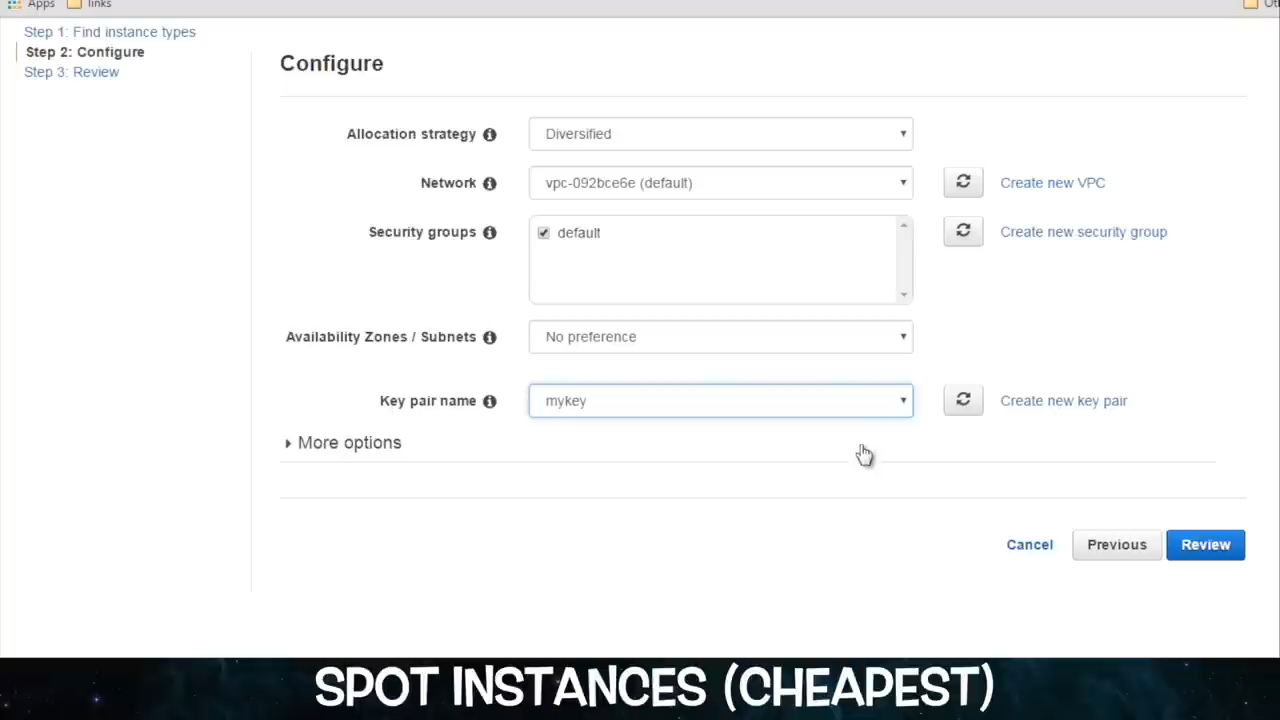 Apps links
Step 1: Find instance types
Step 2: Configure
Step 3: Review
Configure
Allocation strategy Diversified
Network vpc-092bce6e (default) Create new VPC
Security groups default Create new security group
Availability Zones / Subnets No preference
Key pair name mykey Create new key pair
More options
Cancel Previous Review
SPOT INSTANCES (CHEAPEST)